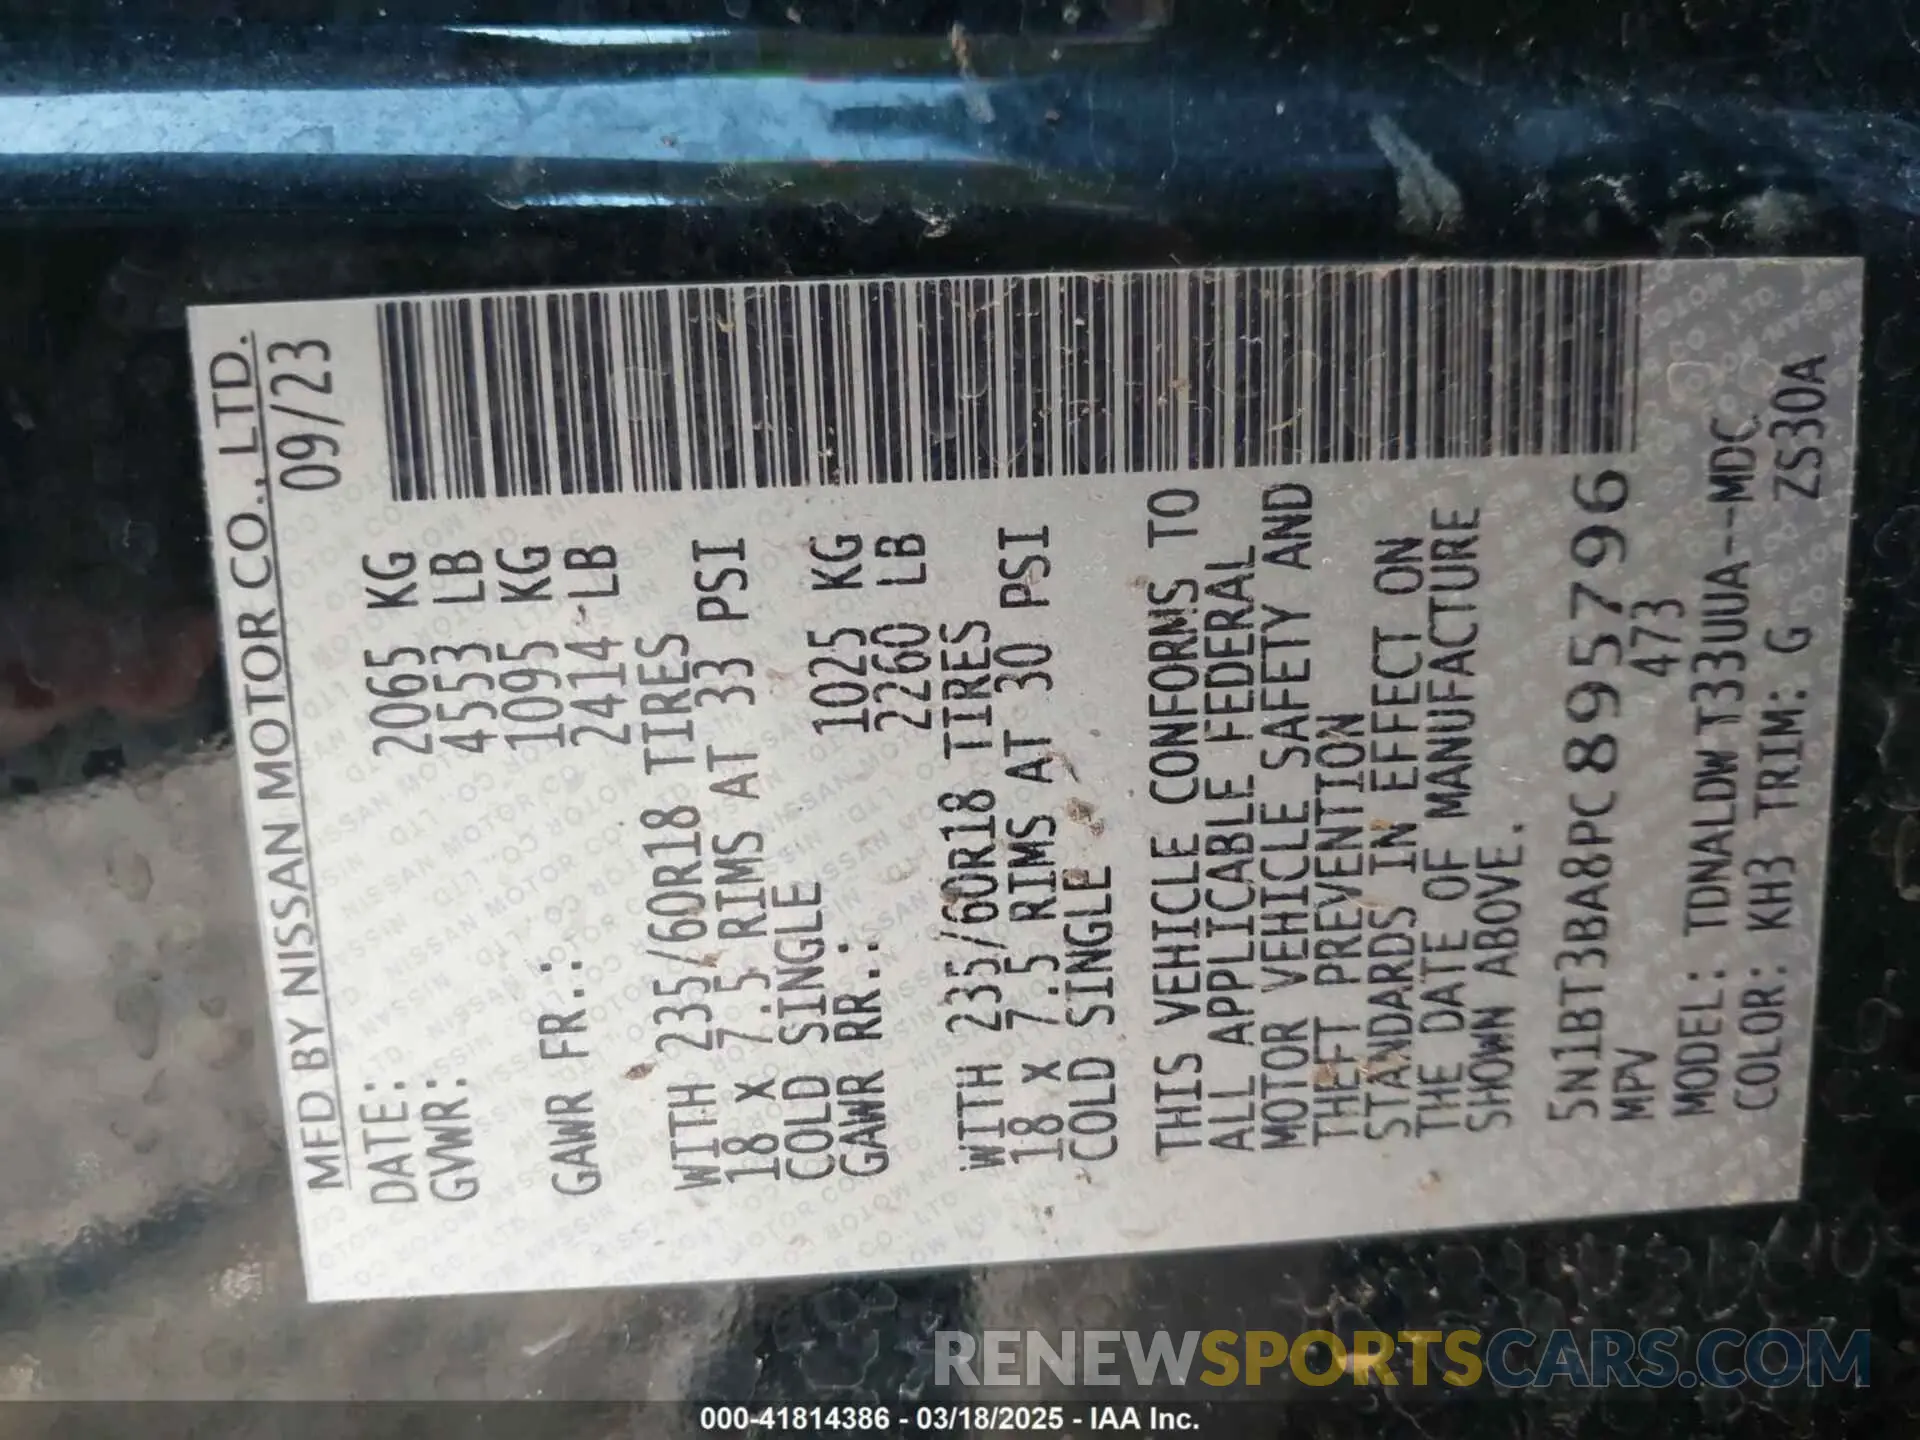 MFD BY NISSAN MOTOR CO., LTD.
DATE: 09/23
GVWR: 2065 KG
4553 LB
GAWR FR.: 1095 KG
2414 LB
WITH 235/60R18 TIRES
18 X 7.5 RIMS AT 33 PSI
COLD SINGLE
GAWR RR.: 1025 KG
2260 LB
WITH 235/60R18 TIRES
18 X 7.5 RIMS AT 30 PSI
COLD SINGLE
THIS VEHICLE CONFORMS TO
ALL APPLICABLE FEDERAL
MOTOR VEHICLE SAFETY AND
THEFT PREVENTION
STANDARDS IN EFFECT ON
THE DATE OF MANUFACTURE
SHOWN ABOVE.
5N1BT3BA8PC895796
MPV 473
MODEL: TDNALDWT33UUA--MDC
COLOR: KH3 TRIM: G ZS30A
RENEWSPORTSCARS.COM
000-41814386 - 03/18/2025 - IAA Inc.